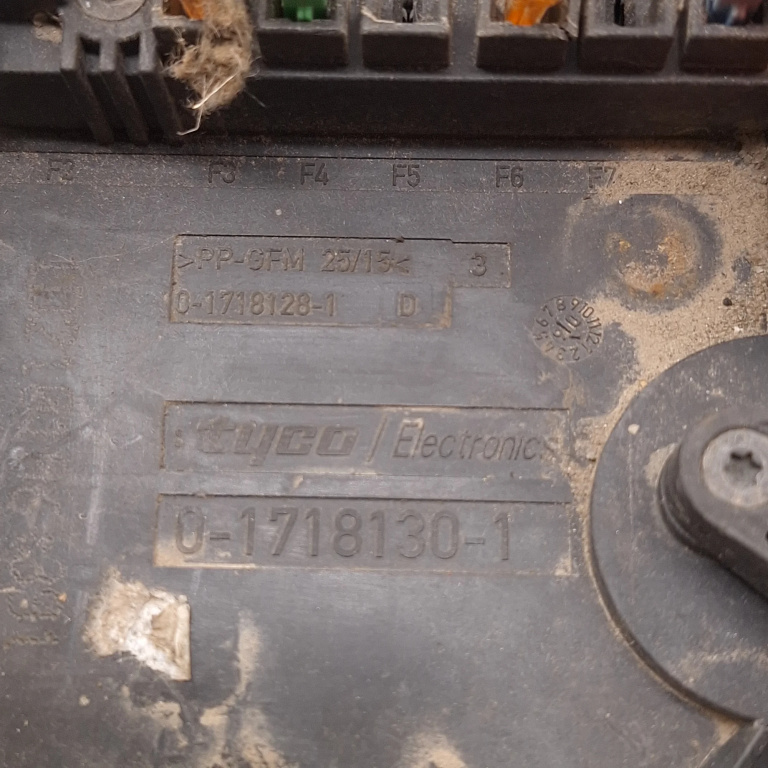 F2 F3 F4 F5 F6 F7
>PP-GFM 25/15< 3
0-1718128-1 D
tyco / Electronics
0-1718130-1